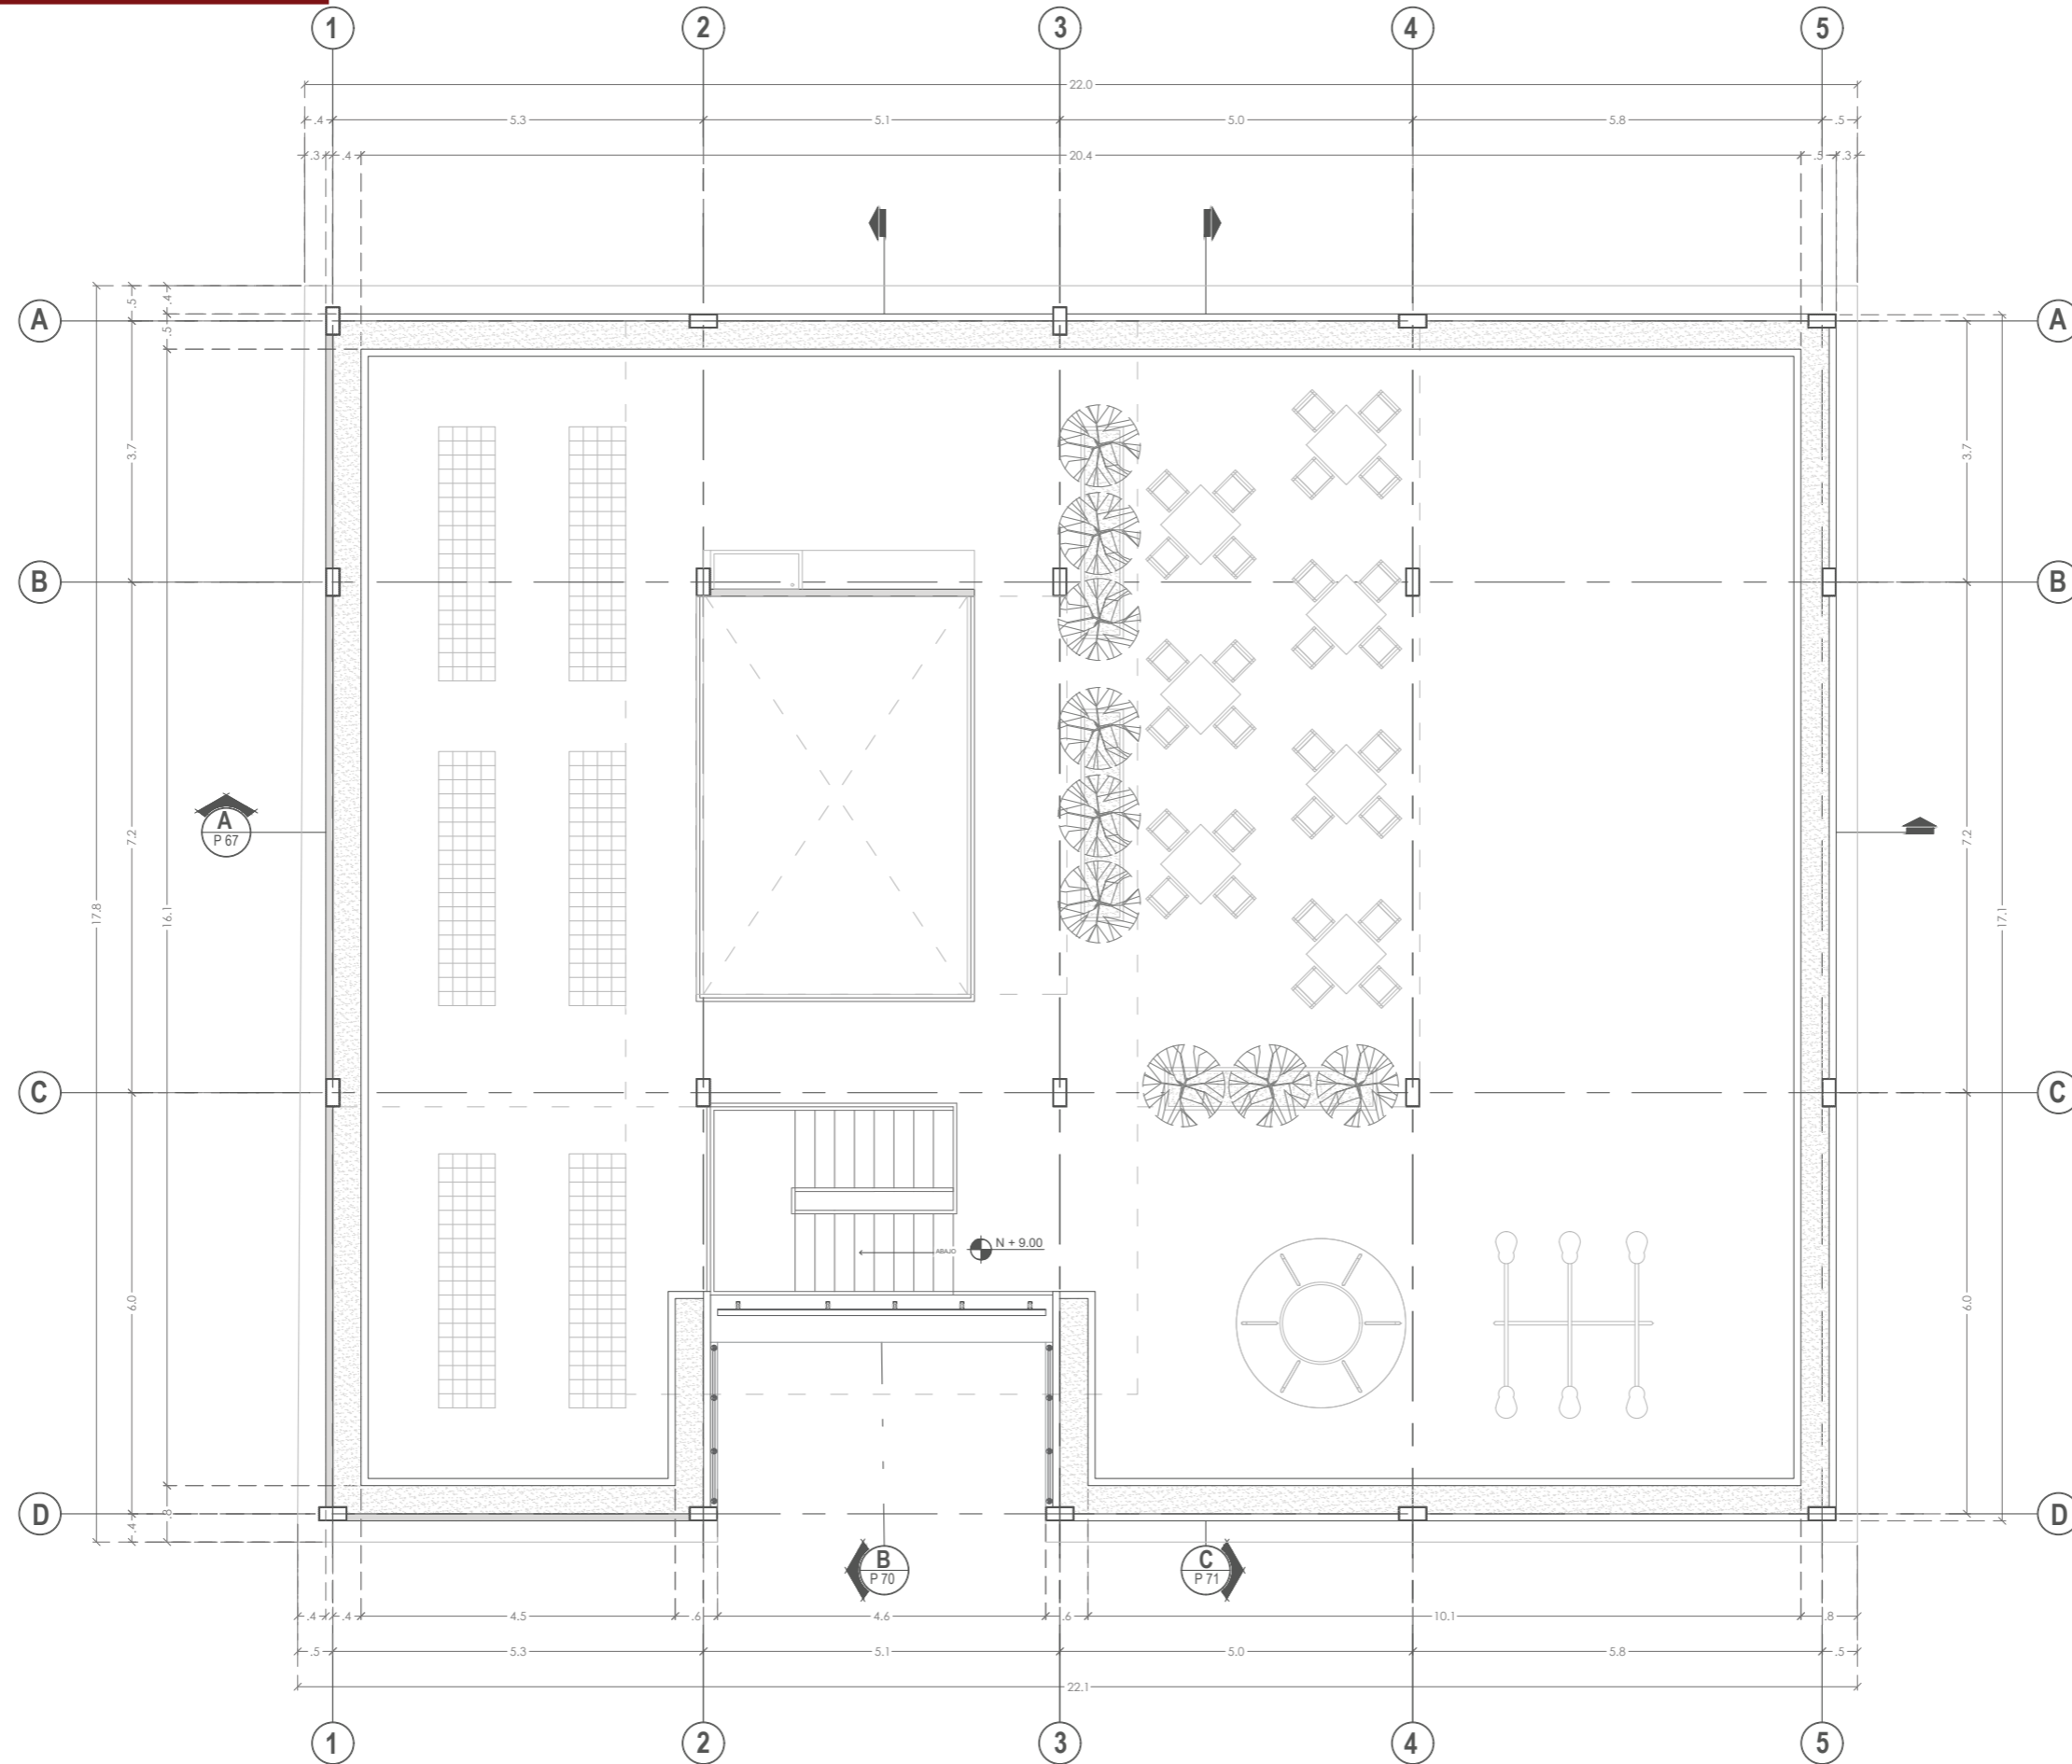 1 2 3 4 5
22.0
.4 5.3 5.1 5.0 5.8 .5
.3 .4 20.4 .5 .3
.5 .4
A A
.5
3.7 3.7
B B
A
P 67
7.2 7.2
17.8 16.1 17.1
C C
ABAJO N + 9.00
6.0 6.0
.4 .8
D D
B C
P 70 P 71
.4 .4 4.5 .6 4.6 .6 10.1 .8
.5 5.3 5.1 5.0 5.8 .5
22.1
1 2 3 4 5